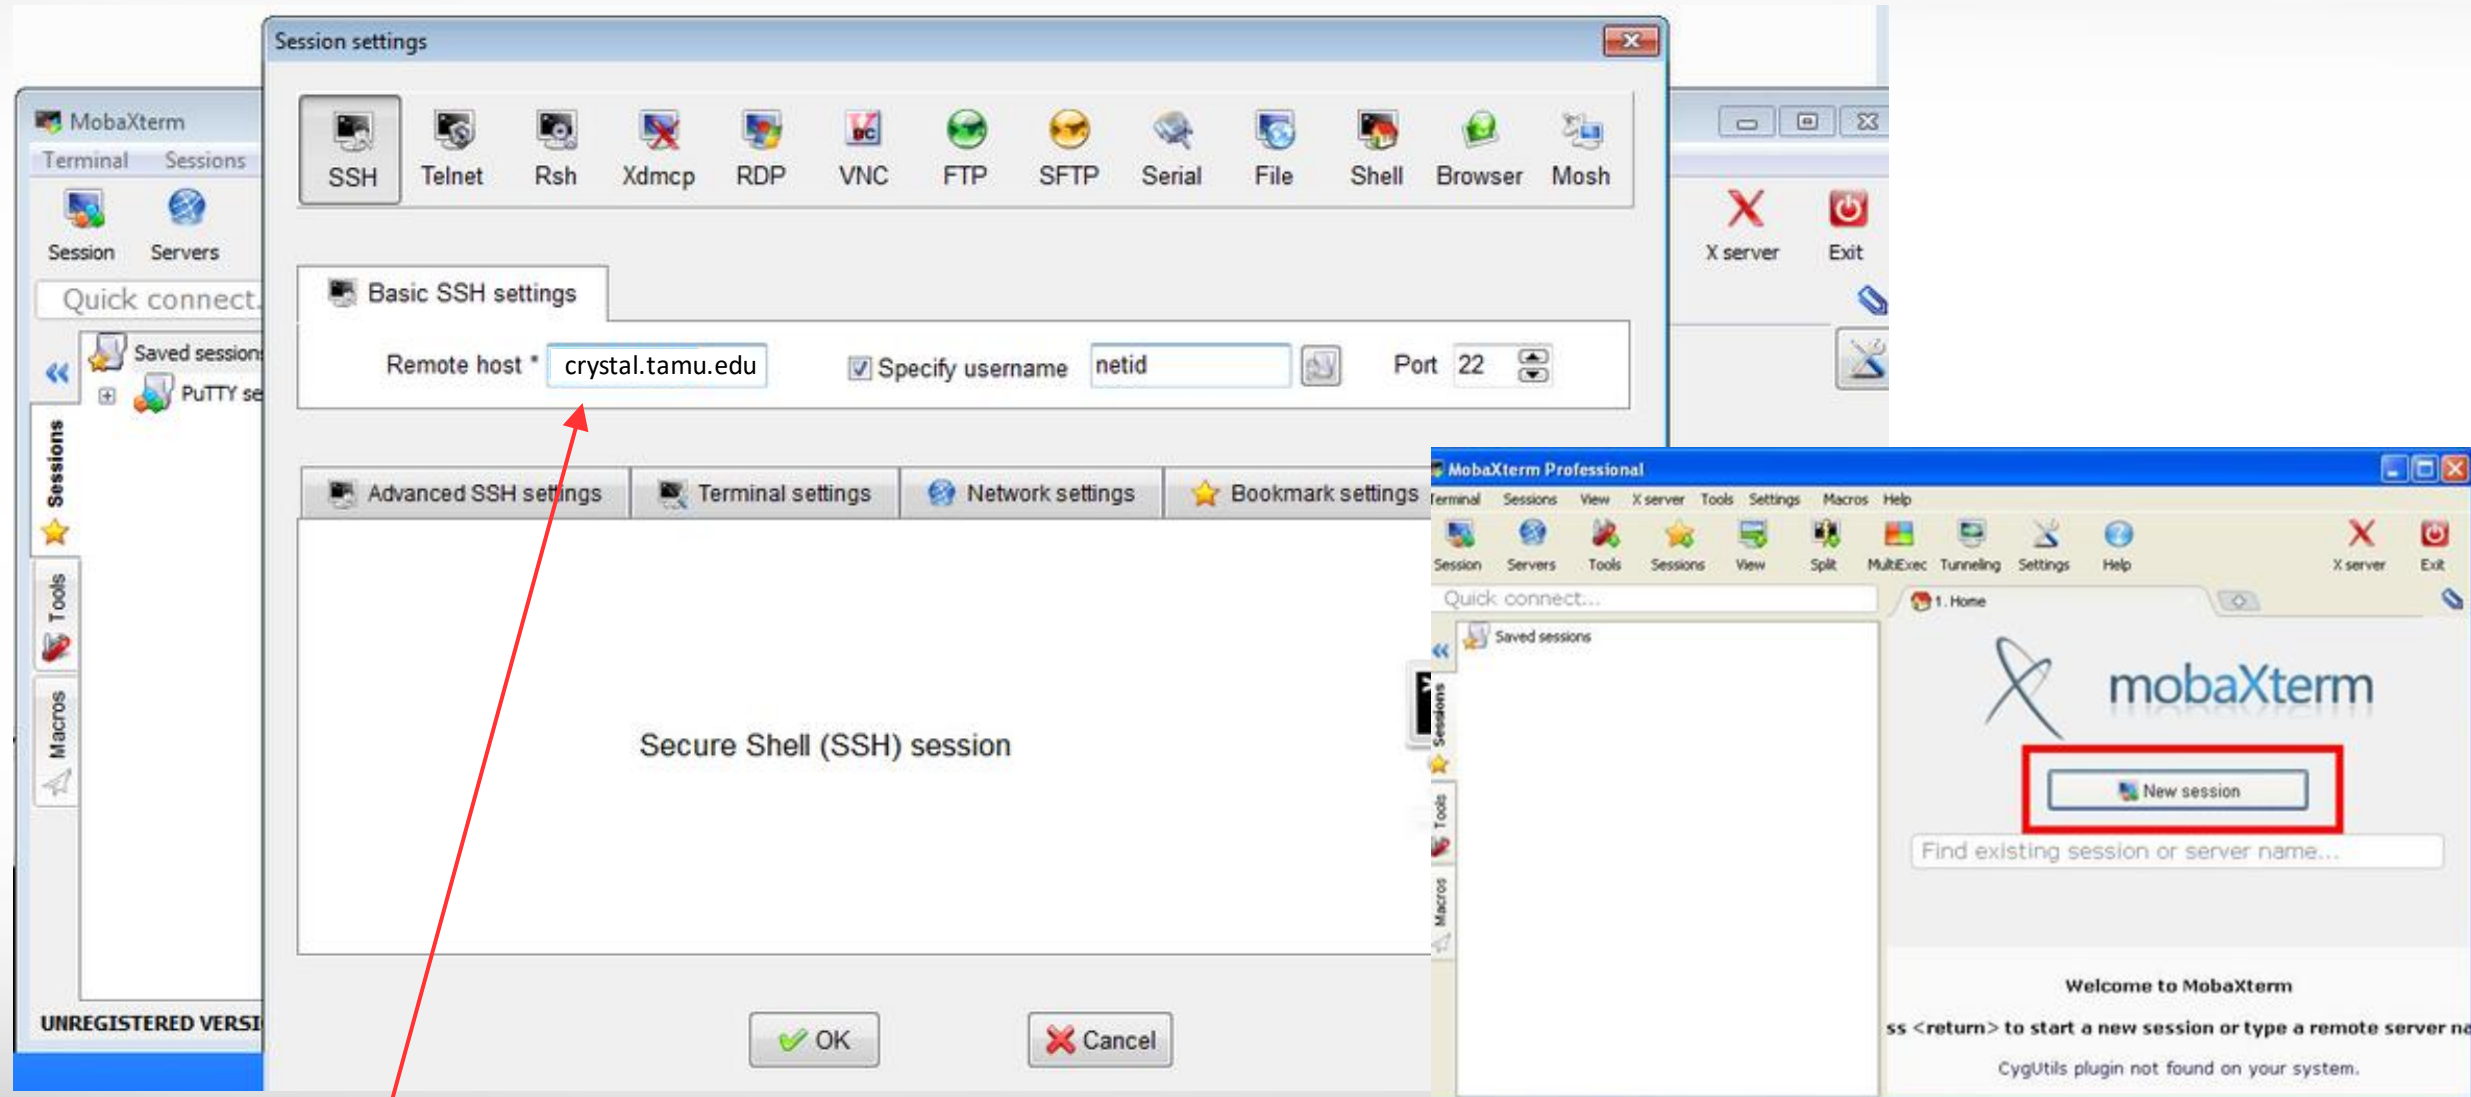 Session settings
MobaXterm
Terminal Sessions
SSH Telnet Rsh Xdmcp RDP VNC FTP SFTP Serial File Shell Browser Mosh
Session Servers
X server Exit
Quick connect.
Basic SSH settings
Saved session
Remote host * crystal.tamu.edu Specify username netid Port 22
PuTTY se
Sessions
Tools
Macros
Advanced SSH settings Terminal settings Network settings Bookmark settings
Secure Shell (SSH) session
OK Cancel
UNREGISTERED VERSI
MobaXterm Professional
Terminal Sessions View X server Tools Settings Macros Help
Session Servers Tools Sessions View Split MultiExec Tunneling Settings Help X server Exit
Quick connect...
1. Home
Saved sessions
Sessions
Tools
Macros
mobaXterm
New session
Find existing session or server name...
Welcome to MobaXterm
ss <return> to start a new session or type a remote server na
CygUtils plugin not found on your system.